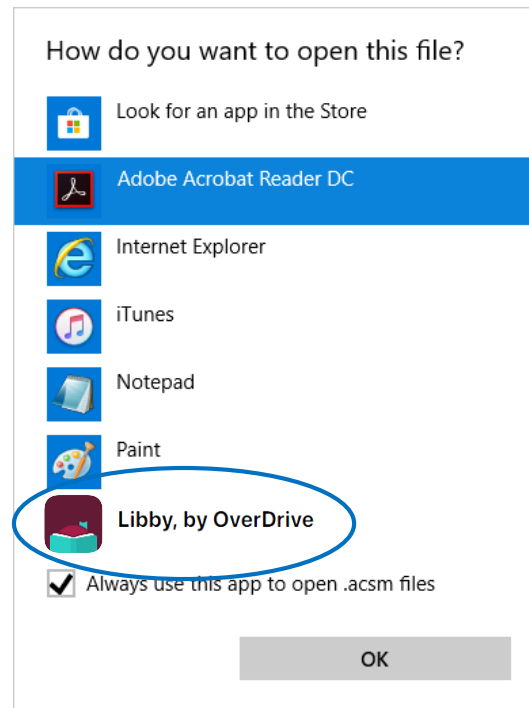 How do you want to open this file?
Look for an app in the Store
Adobe Acrobat Reader DC
Internet Explorer
iTunes
Notepad
Paint
Libby, by OverDrive
Always use this app to open .acsm files
OK